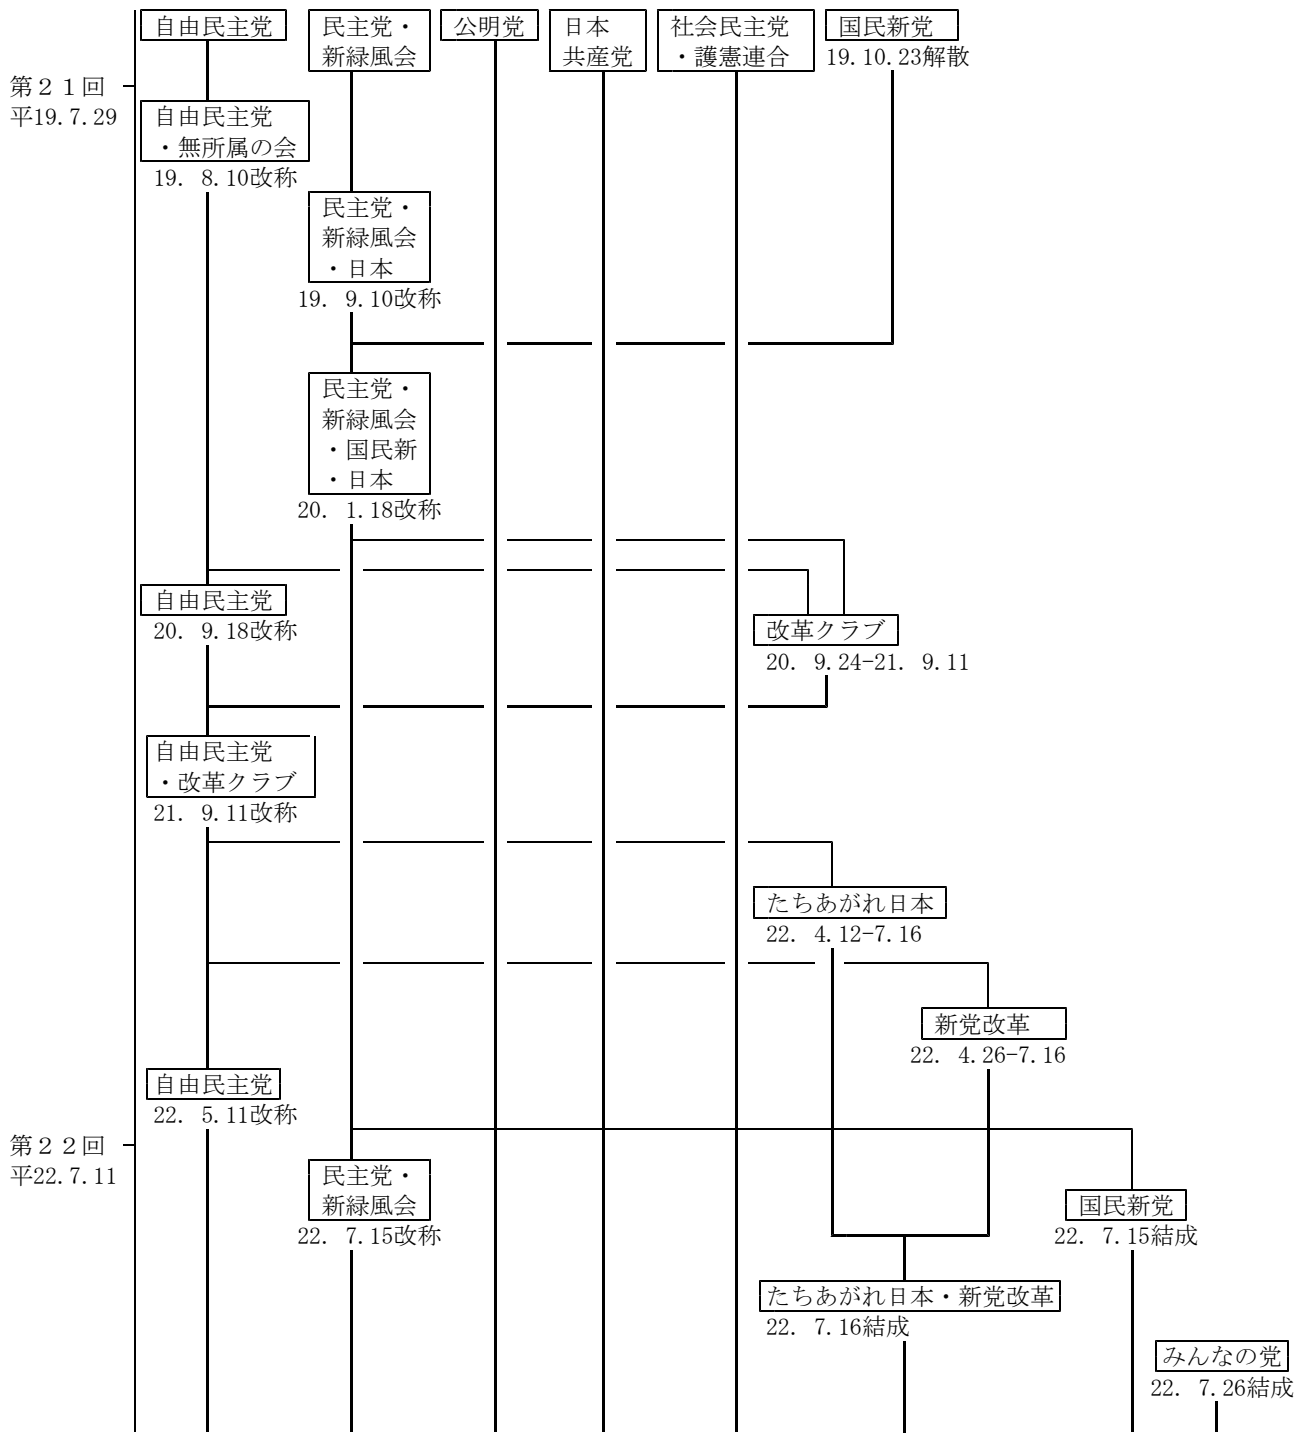 自由民主党
民主党・
新緑風会
公明党
日本
共産党
社会民主党
・護憲連合
国民新党
19.10.23解散
第２１回
平19.7.29
自由民主党
・無所属の会
19. 8.10改称
民主党・
新緑風会
・日本
19. 9.10改称
民主党・
新緑風会
・国民新
・日本
20. 1.18改称
自由民主党
20. 9.18改称
改革クラブ
20. 9.24-21. 9.11
自由民主党
・改革クラブ
21. 9.11改称
たちあがれ日本
22. 4.12-7.16
新党改革
22. 4.26-7.16
自由民主党
22. 5.11改称
第２２回
平22.7.11
民主党・
新緑風会
22. 7.15改称
国民新党
22. 7.15結成
たちあがれ日本・新党改革
22. 7.16結成
みんなの党
22. 7.26結成